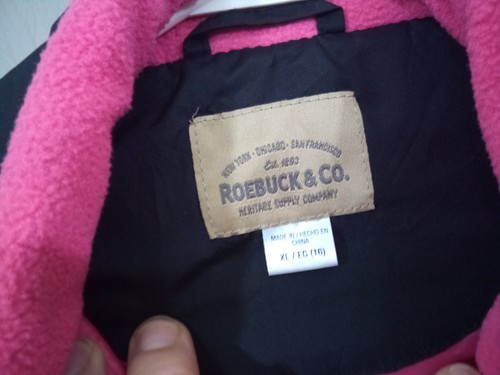 NEW YORK · CHICAGO · SAN FRANCISCO
Est. 1893
ROEBUCK & CO.
HERITAGE SUPPLY COMPANY
MADE IN / HECHO EN
CHINA
XL / EG (16)